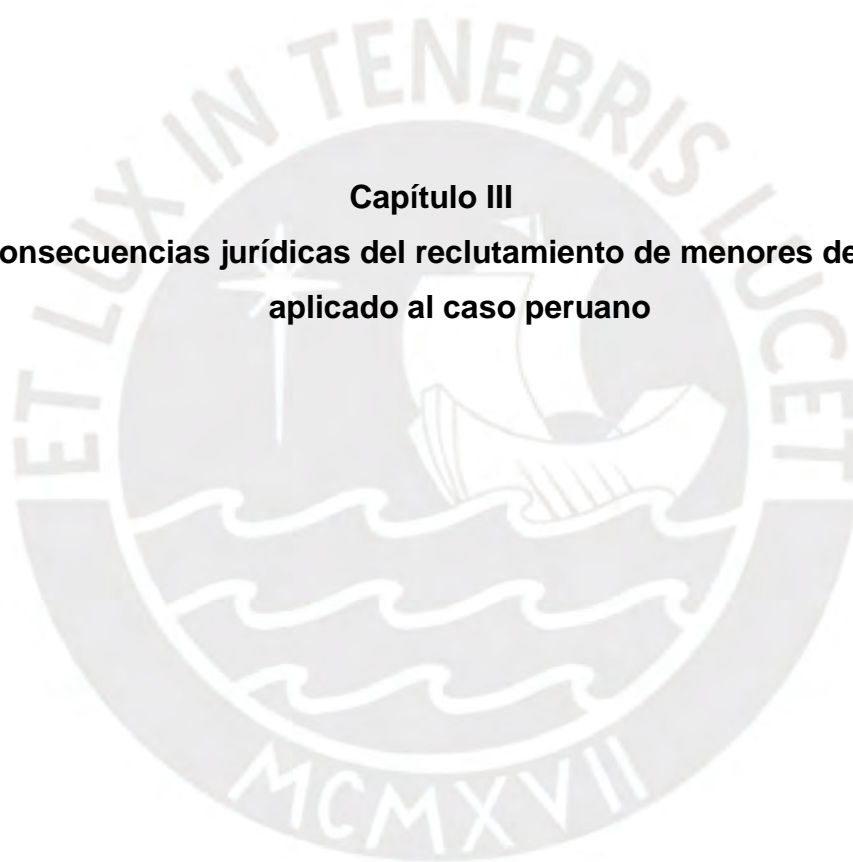 ET LUX IN TENEBRIS LUCET
Capítulo III
onsecuencias jurídicas del reclutamiento de menores de
aplicado al caso peruano
MCMXVII